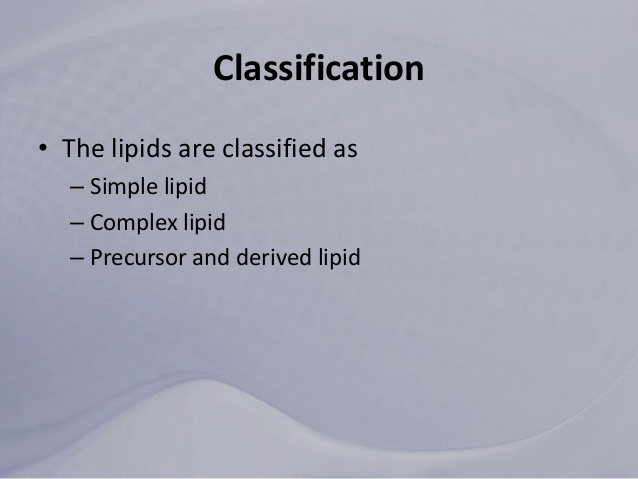 Classification
• The lipids are classified as
– Simple lipid
– Complex lipid
– Precursor and derived lipid